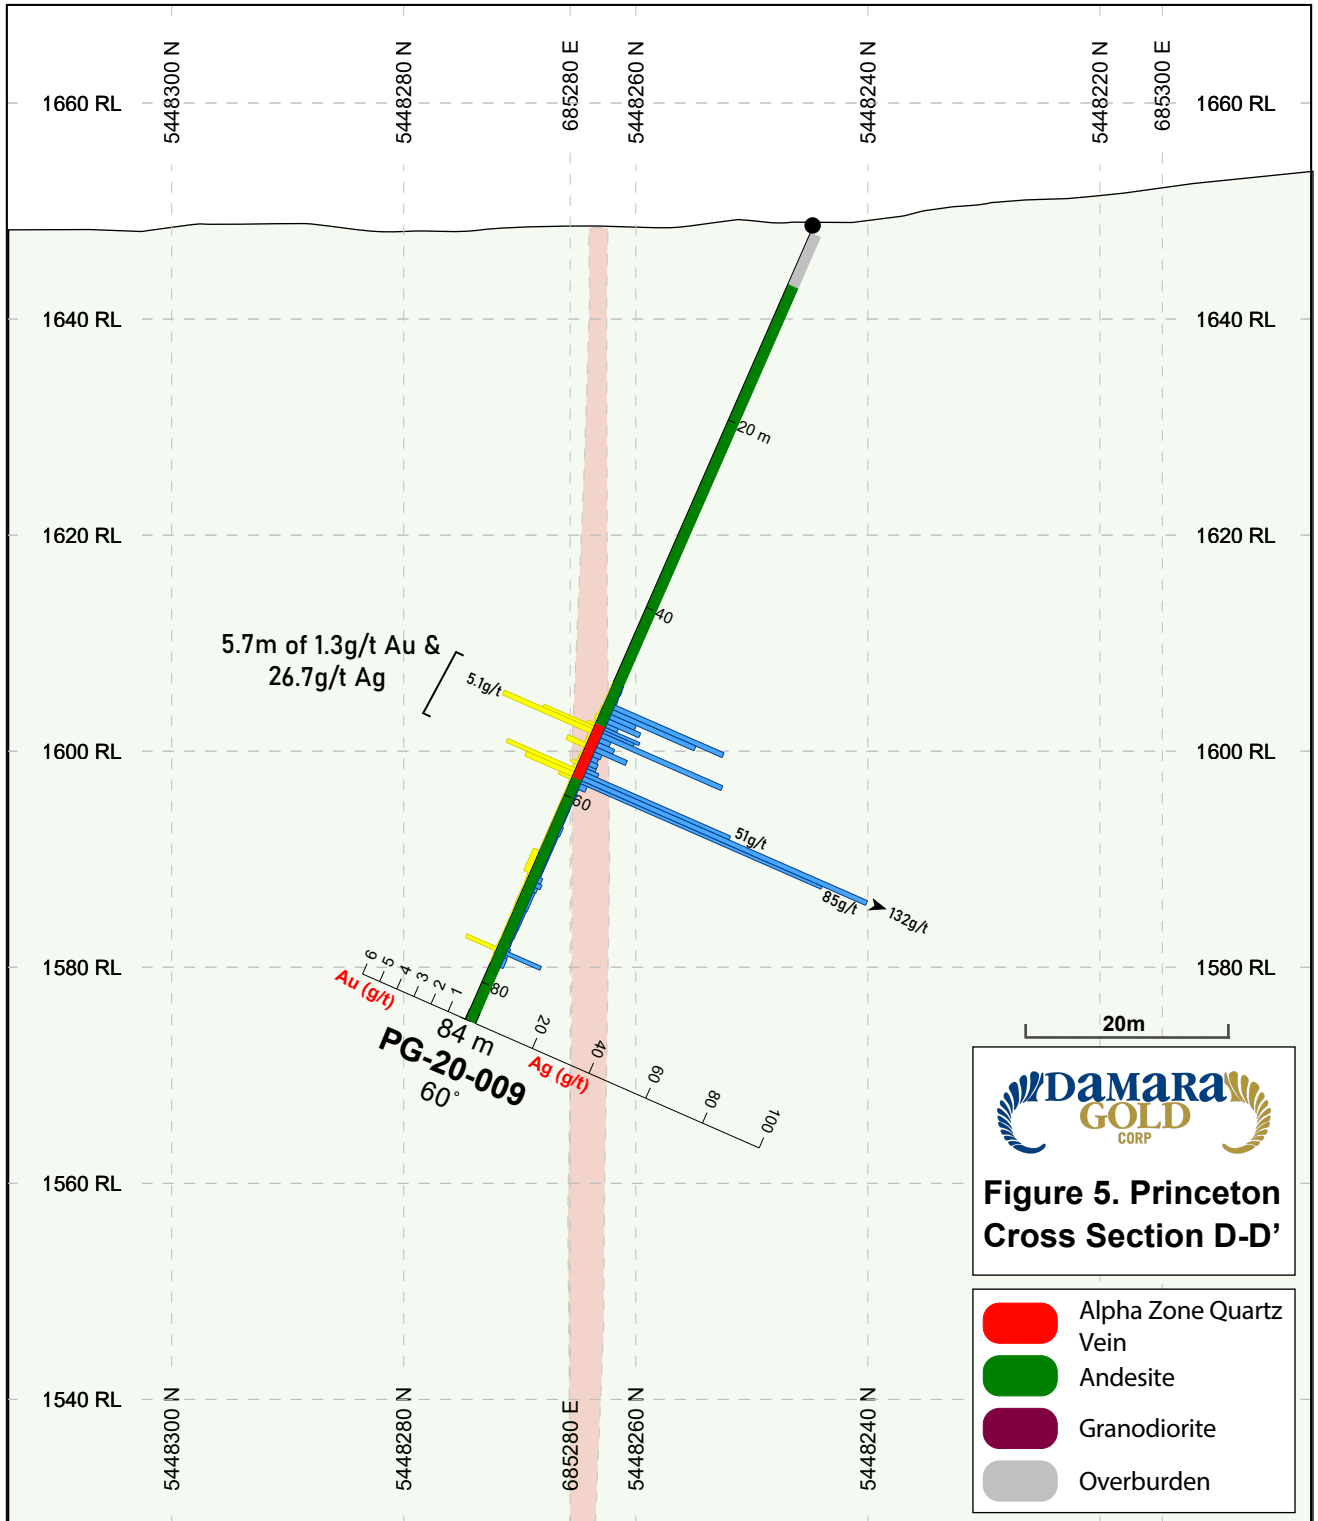 5448300 N
5448280 N
685280 E
5448260 N
5448240 N
5448220 N
685300 E
1660 RL
1660 RL
1640 RL
1640 RL
20 m
1620 RL
1620 RL
40
5.7m of 1.3g/t Au &
26.7g/t Ag
5.1g/t
1600 RL
1600 RL
60
51g/t
85g/t
132g/t
1580 RL
1580 RL
6
5
4
3
2
1
Au (g/t)
80
84 m
PG-20-009
60°
20
40
60
80
100
Ag (g/t)
20m
DAMARA
GOLD
CORP
Figure 5. Princeton
Cross Section D-D’
1560 RL
1540 RL
Alpha Zone Quartz
Vein
Andesite
Granodiorite
Overburden
5448300 N
5448280 N
685280 E
5448260 N
5448240 N